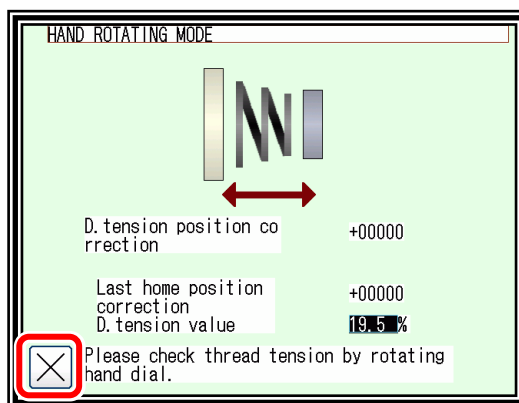 HAND ROTATING MODE
D.tension position co
rrection
+00000
Last home position
correction
+00000
D.tension value
19.5 %
Please check thread tension by rotating
hand dial.